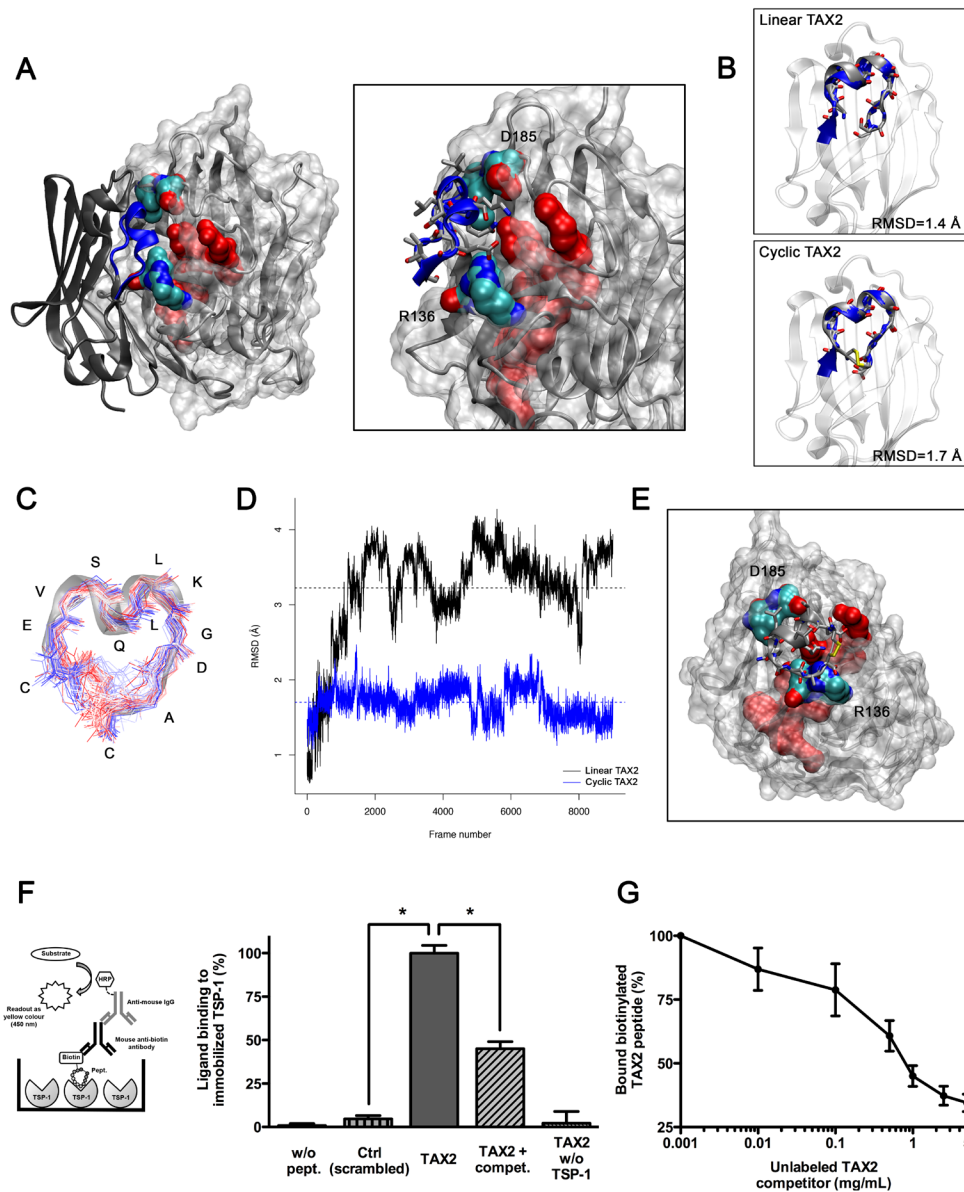 A
D185
R136
B
Linear TAX2
RMSD=1.4 Å
Cyclic TAX2
RMSD=1.7 Å
C
S
L
V
K
E
L
G
Q
D
C
A
C
D
RMSD (Å)
4
3
2
1
0
2000
4000
6000
8000
Frame number
Linear TAX2
Cyclic TAX2
E
D185
R136
F
Substrate
HRP
Anti-mouse IgG
Readout as
yellow colour
(450 nm)
Mouse anti-biotin
antibody
Biotin
Pept.
TSP-1
TSP-1
TSP-1
Ligand binding to
immobilized TSP-1 (%)
100
75
50
25
0
*
*
w/o
pept.
Ctrl
(scrambled)
TAX2
TAX2 +
compet.
TAX2
w/o
TSP-1
G
Bound biotinylated
TAX2 peptide (%)
100
75
50
25
0.001
0.01
0.1
1
Unlabeled TAX2
competitor (mg/mL)